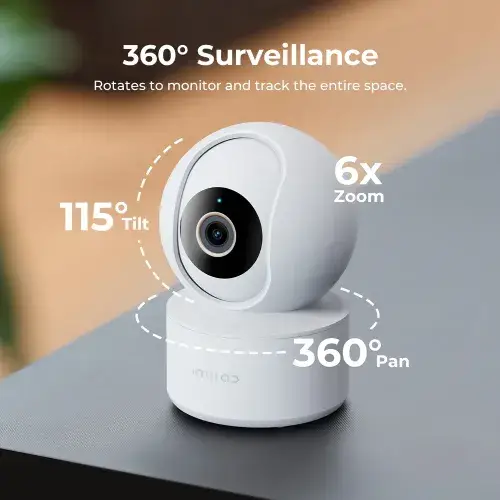 360° Surveillance
Rotates to monitor and track the entire space.
6x
Zoom
115° Tilt
360° Pan